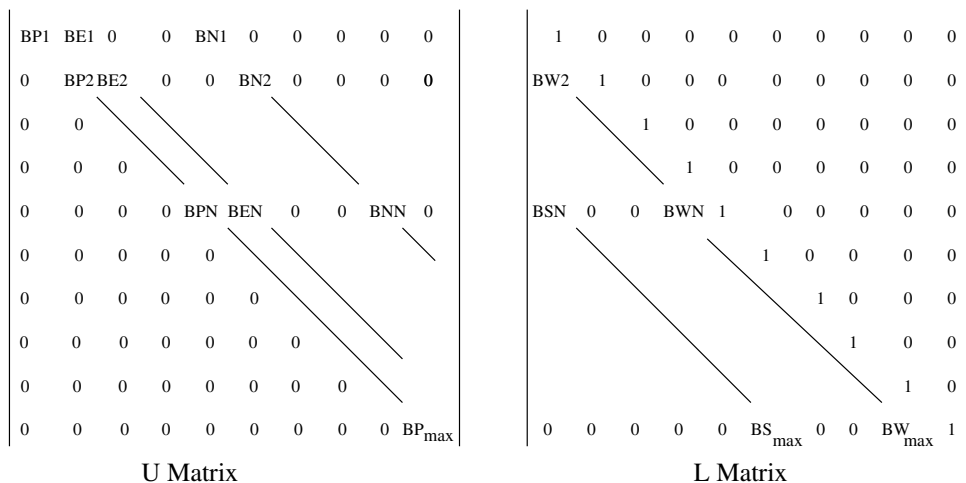 BP1 BE1 0 0 BN1 0 0 0 0 0
0 BP2 BE2 0 0 BN2 0 0 0 0
0 0
0 0 0
0 0 0 0 BPN BEN 0 0 BNN 0
0 0 0 0 0
0 0 0 0 0 0
0 0 0 0 0 0 0
0 0 0 0 0 0 0 0
0 0 0 0 0 0 0 0 0 BPmax
U Matrix
1 0 0 0 0 0 0 0 0 0
BW2 1 0 0 0 0 0 0 0 0
1 0 0 0 0 0 0 0
1 0 0 0 0 0 0
BSN 0 0 BWN 1 0 0 0 0 0
1 0 0 0 0
1 0 0 0
1 0 0
1 0
0 0 0 0 0 BSmax 0 0 BWmax 1
L Matrix